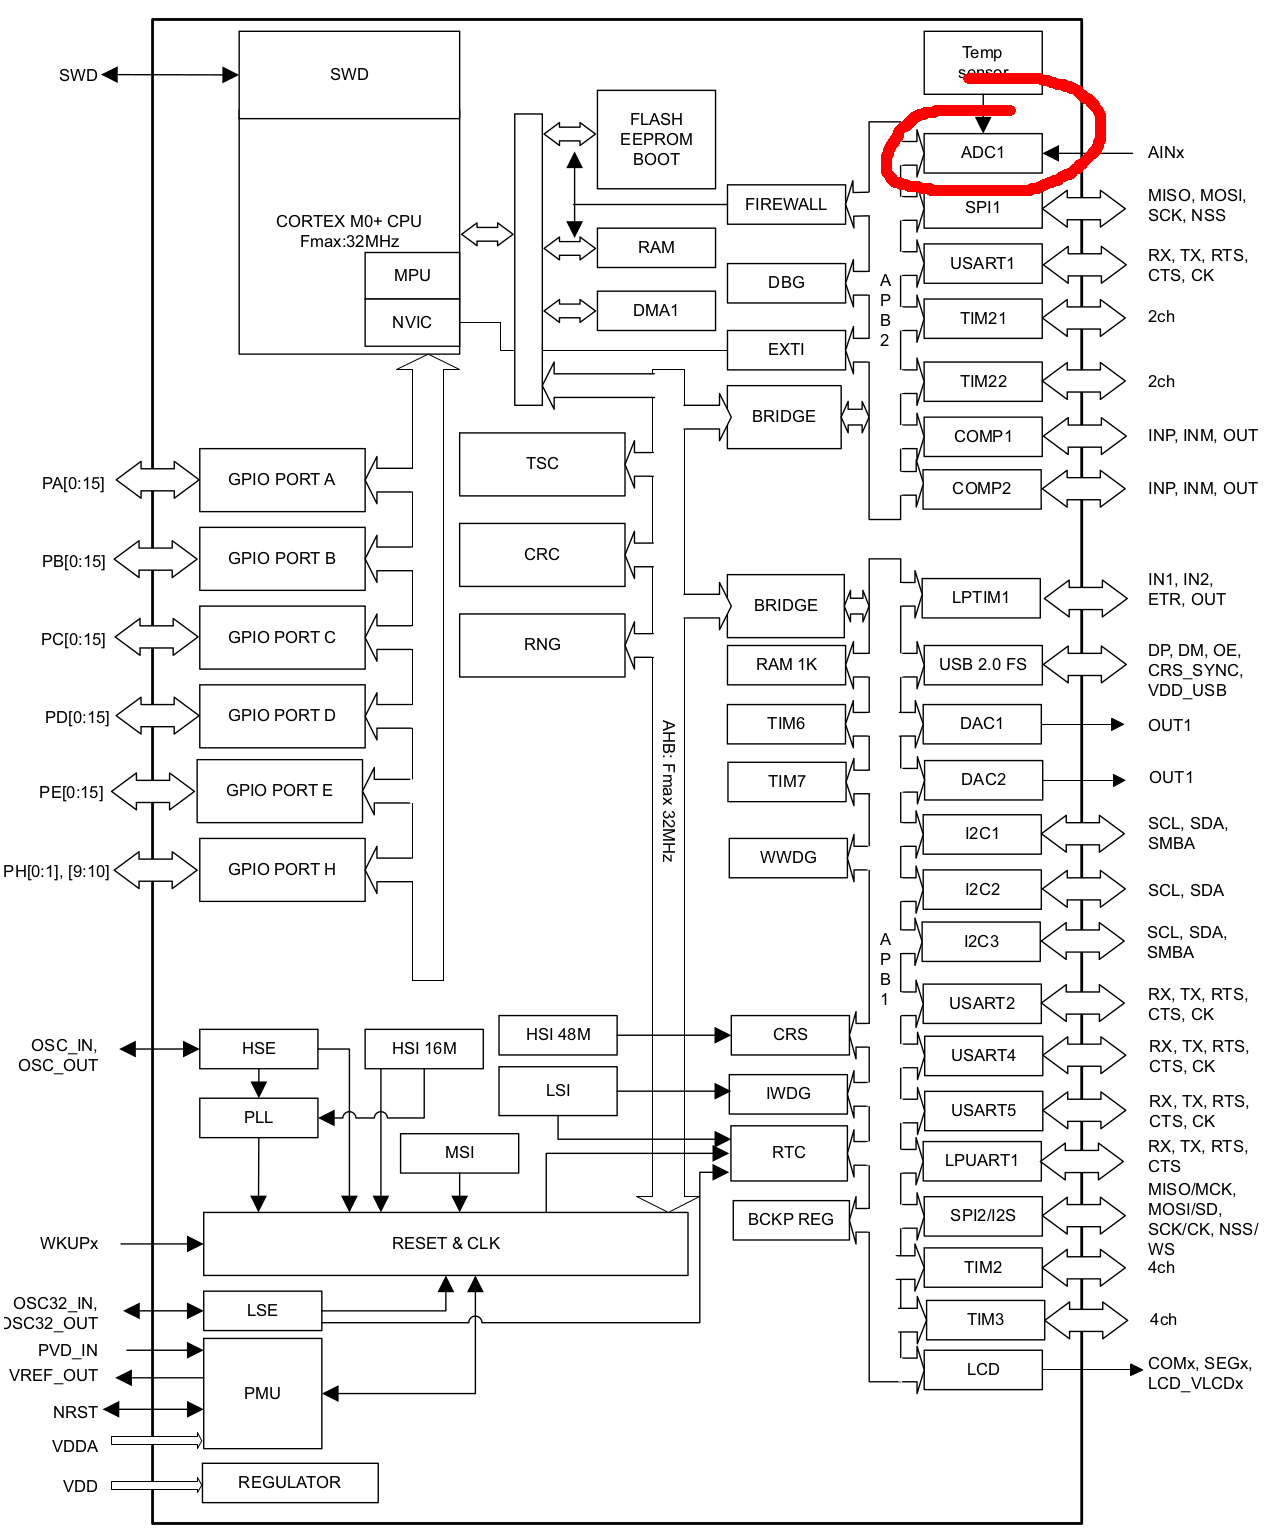 SWD
SWD
CORTEX M0+ CPU
Fmax:32MHz
MPU
NVIC
FLASH
EEPROM
BOOT
RAM
DMA1
FIREWALL
DBG
EXTI
BRIDGE
APB2
Temp
sensor
ADC1
AINx
SPI1
MISO, MOSI,
SCK, NSS
USART1
RX, TX, RTS,
CTS, CK
TIM21
2ch
TIM22
2ch
COMP1
INP, INM, OUT
COMP2
INP, INM, OUT
PA[0:15]
GPIO PORT A
PB[0:15]
GPIO PORT B
PC[0:15]
GPIO PORT C
PD[0:15]
GPIO PORT D
PE[0:15]
GPIO PORT E
PH[0:1], [9:10]
GPIO PORT H
TSC
CRC
RNG
AHB: Fmax 32MHz
BRIDGE
RAM 1K
TIM6
TIM7
WWDG
APB1
LPTIM1
IN1, IN2,
ETR, OUT
USB 2.0 FS
DP, DM, OE,
CRS_SYNC,
VDD_USB
DAC1
OUT1
DAC2
OUT1
I2C1
SCL, SDA,
SMBA
I2C2
SCL, SDA
I2C3
SCL, SDA,
SMBA
USART2
RX, TX, RTS,
CTS, CK
USART4
RX, TX, RTS,
CTS, CK
USART5
RX, TX, RTS,
CTS, CK
LPUART1
RX, TX, RTS,
CTS
SPI2/I2S
MISO/MCK,
MOSI/SD,
SCK/CK, NSS/
WS
TIM2
4ch
TIM3
4ch
LCD
COMx, SEGx,
LCD_VLCDx
OSC_IN,
OSC_OUT
HSE
HSI 16M
HSI 48M
CRS
LSI
IWDG
PLL
MSI
RTC
BCKP REG
WKUPx
RESET & CLK
OSC32_IN,
OSC32_OUT
LSE
PVD_IN
VREF_OUT
NRST
VDDA
PMU
VDD
REGULATOR